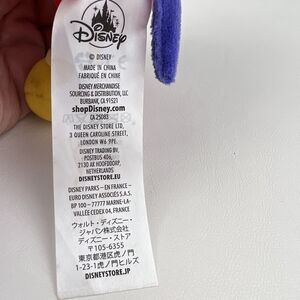 Disney
© DISNEY
MADE IN CHINA
FABRIQUÉ EN CHINE
DISNEY MERCHANDISE
SOURCING & DISTRIBUTION, LLC
BURBANK, CA 91521
shopDisney.com
CA 25083
THE DISNEY STORE LTD,
3 QUEEN CAROLINE STREET,
LONDON W6 9PE.
DISNEY TRADING BV,
POSTBUS 406,
2130 AK HOOFDDORP,
NETHERLANDS
DISNEYSTORE.EU
DISNEY PARKS – EN FRANCE –
EURO DISNEY ASSOCIÉS S.A.S.
BP 100 – 77777 MARNE-LA-
VALLÉE CEDEX 04, FRANCE
ウォルト・ディズニー・
ジャパン株式会社
ディズニー・ストア
〒105-6355
東京都港区虎ノ門
1-23-1虎ノ門ヒルズ
DISNEYSTORE.JP